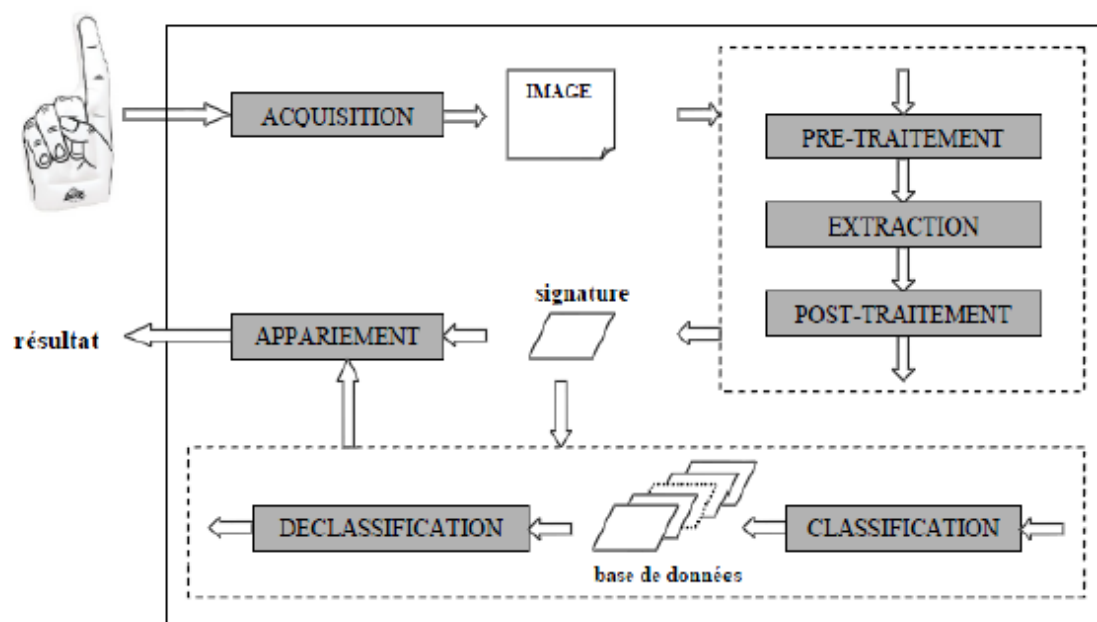 ACQUISITION
IMAGE
PRE-TRAITEMENT
EXTRACTION
POST-TRAITEMENT
signature
APPARIEMENT
résultat
DECLASSIFICATION
base de données
CLASSIFICATION